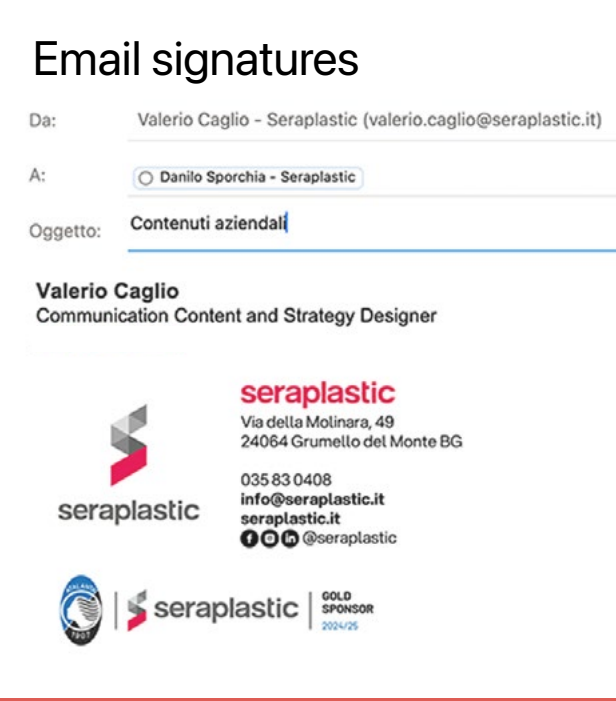 Email signatures
Da: Valerio Caglio - Seraplastic (valerio.caglio@seraplastic.it)
A: Danilo Sporchia - Seraplastic
Oggetto: Contenuti aziendali
Valerio Caglio
Communication Content and Strategy Designer
seraplastic
seraplastic
Via della Molinara, 49
24064 Grumello del Monte BG
035 83 0408
info@seraplastic.it
seraplastic.it
@seraplastic
ATALANTA
1907
seraplastic
GOLD
SPONSOR
2024/25